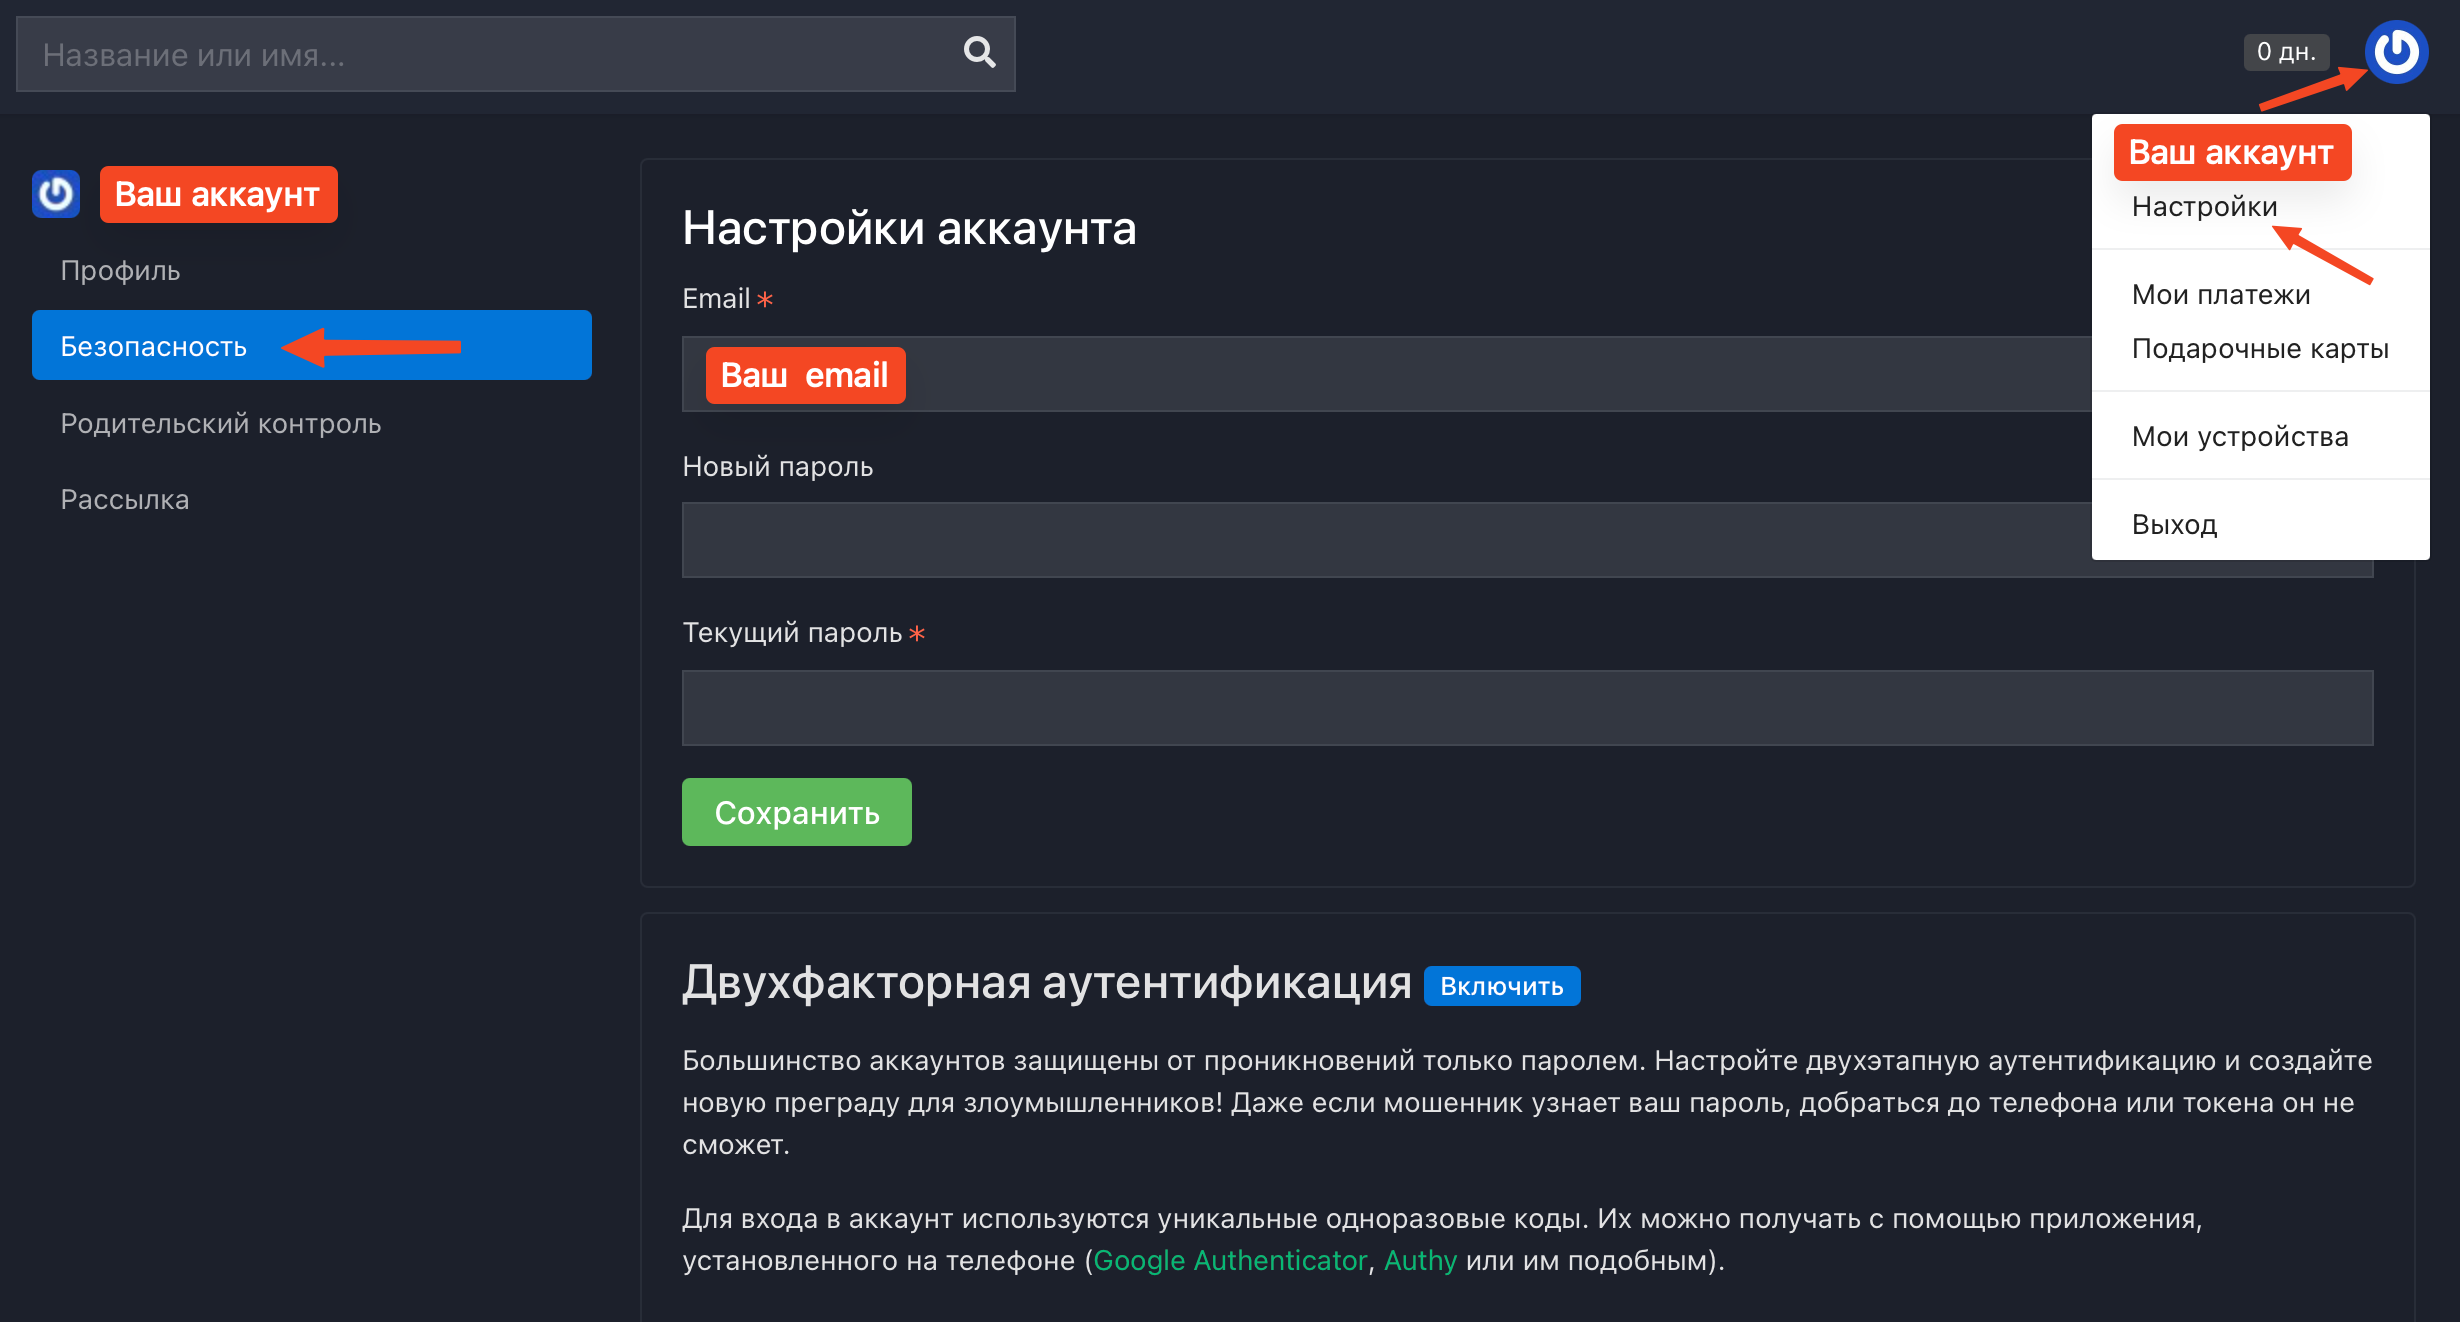 Название или имя...
0 дн.
Ваш аккаунт
Настройки
Мои платежи
Подарочные карты
Мои устройства
Выход
Ваш аккаунт
Профиль
Безопасность
Родительский контроль
Рассылка
Настройки аккаунта
Email *
Ваш email
Новый пароль
Текущий пароль *
Сохранить
Двухфакторная аутентификация Включить
Большинство аккаунтов защищены от проникновений только паролем. Настройте двухэтапную аутентификацию и создайте
новую преграду для злоумышленников! Даже если мошенник узнает ваш пароль, добраться до телефона или токена он не
сможет.
Для входа в аккаунт используются уникальные одноразовые коды. Их можно получать с помощью приложения,
установленного на телефоне (Google Authenticator, Authy или им подобным).